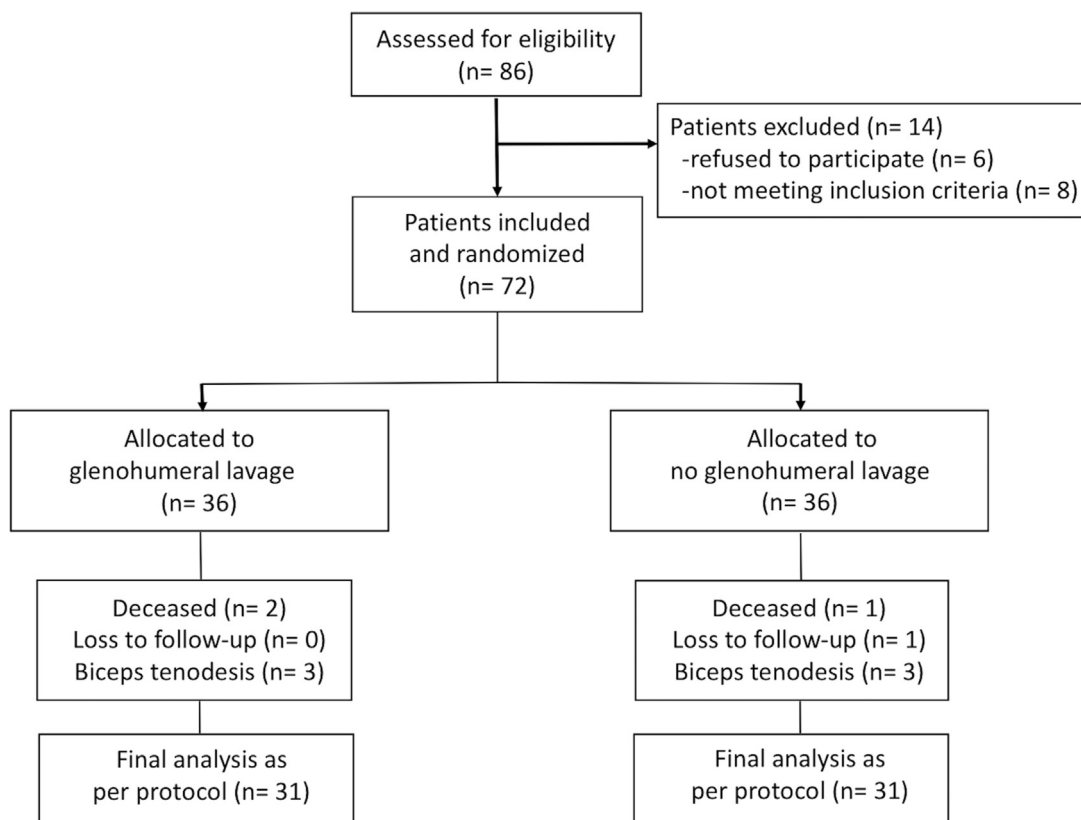 Assessed for eligibility
(n= 86)
Patients excluded (n= 14)
-refused to participate (n= 6)
-not meeting inclusion criteria (n= 8)
Patients included
and randomized
(n= 72)
Allocated to
glenohumeral lavage
(n= 36)
Allocated to
no glenohumeral lavage
(n= 36)
Deceased (n= 2)
Loss to follow-up (n= 0)
Biceps tenodesis (n= 3)
Deceased (n= 1)
Loss to follow-up (n= 1)
Biceps tenodesis (n= 3)
Final analysis as
per protocol (n= 31)
Final analysis as
per protocol (n= 31)